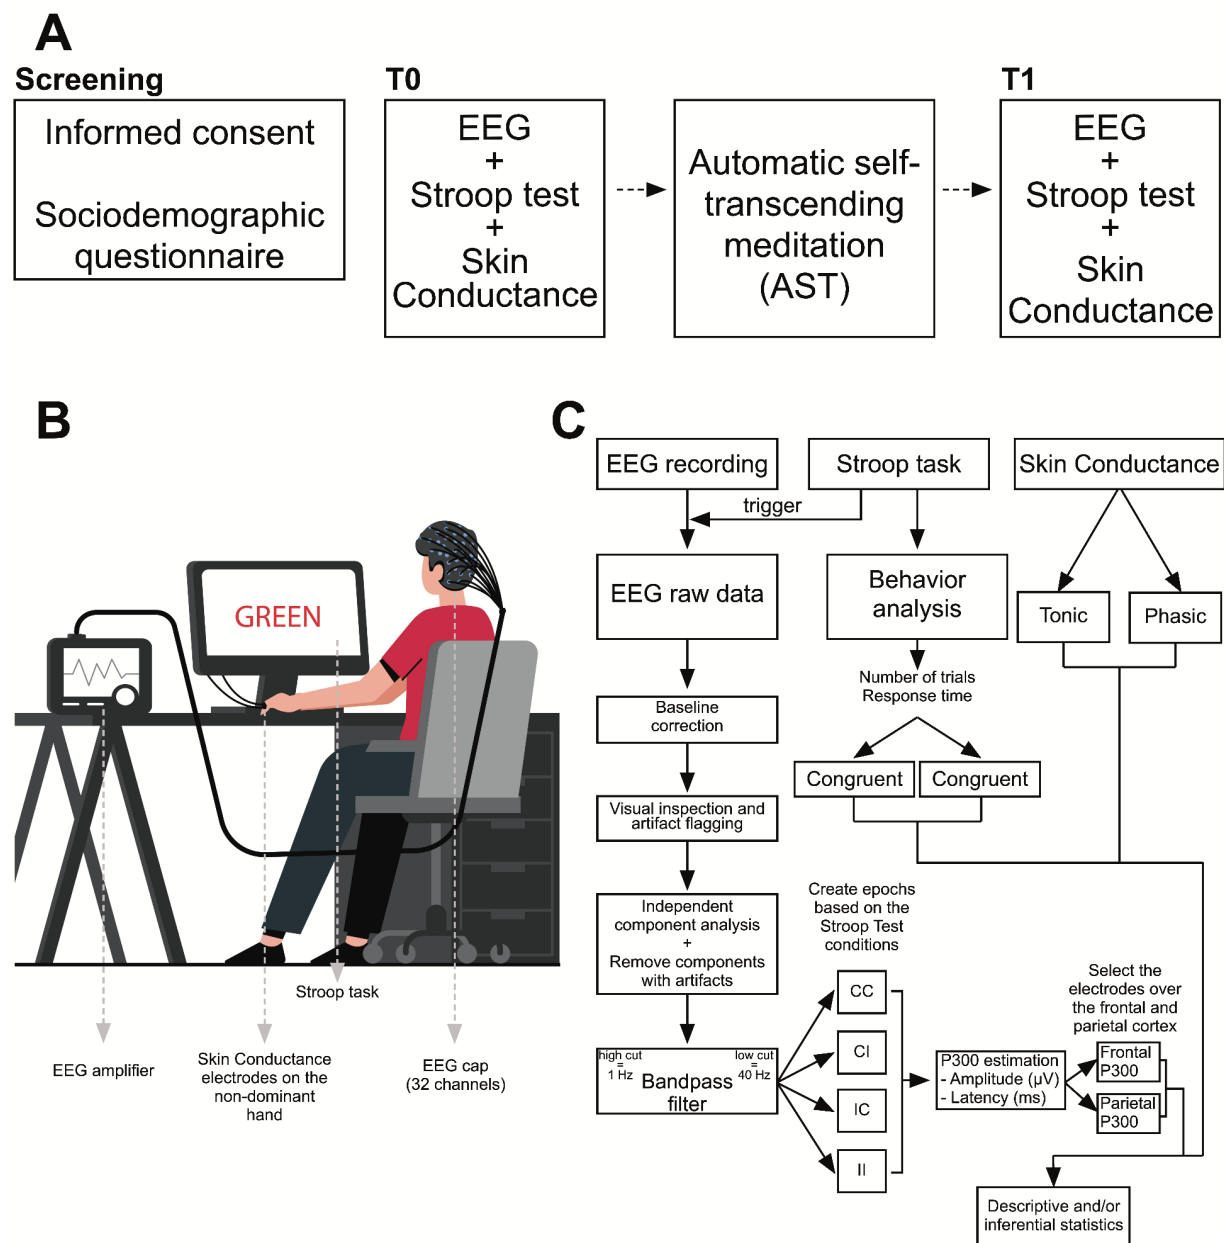 A
Screening
Informed consent
Sociodemographic
questionnaire
T0
EEG
+
Stroop test
+
Skin
Conductance
Automatic self-
transcending
meditation
(AST)
T1
EEG
+
Stroop test
+
Skin
Conductance
B
GREEN
Stroop task
EEG amplifier
Skin Conductance
electrodes on the
non-dominant
hand
EEG cap
(32 channels)
C
EEG recording
Stroop task
Skin Conductance
trigger
EEG raw data
Behavior
analysis
Tonic
Phasic
Number of trials
Response time
Baseline
correction
Congruent
Congruent
Visual inspection and
artifact flagging
Independent
component analysis
+
Remove components
with artifacts
Create epochs
based on the
Stroop Test
conditions
high cut
=
1 Hz
low cut
=
40 Hz
Bandpass
filter
CC
CI
IC
II
P300 estimation
- Amplitude (µV)
- Latency (ms)
Select the
electrodes over
the frontal and
parietal cortex
Frontal
P300
Parietal
P300
Descriptive and/or
inferential statistics